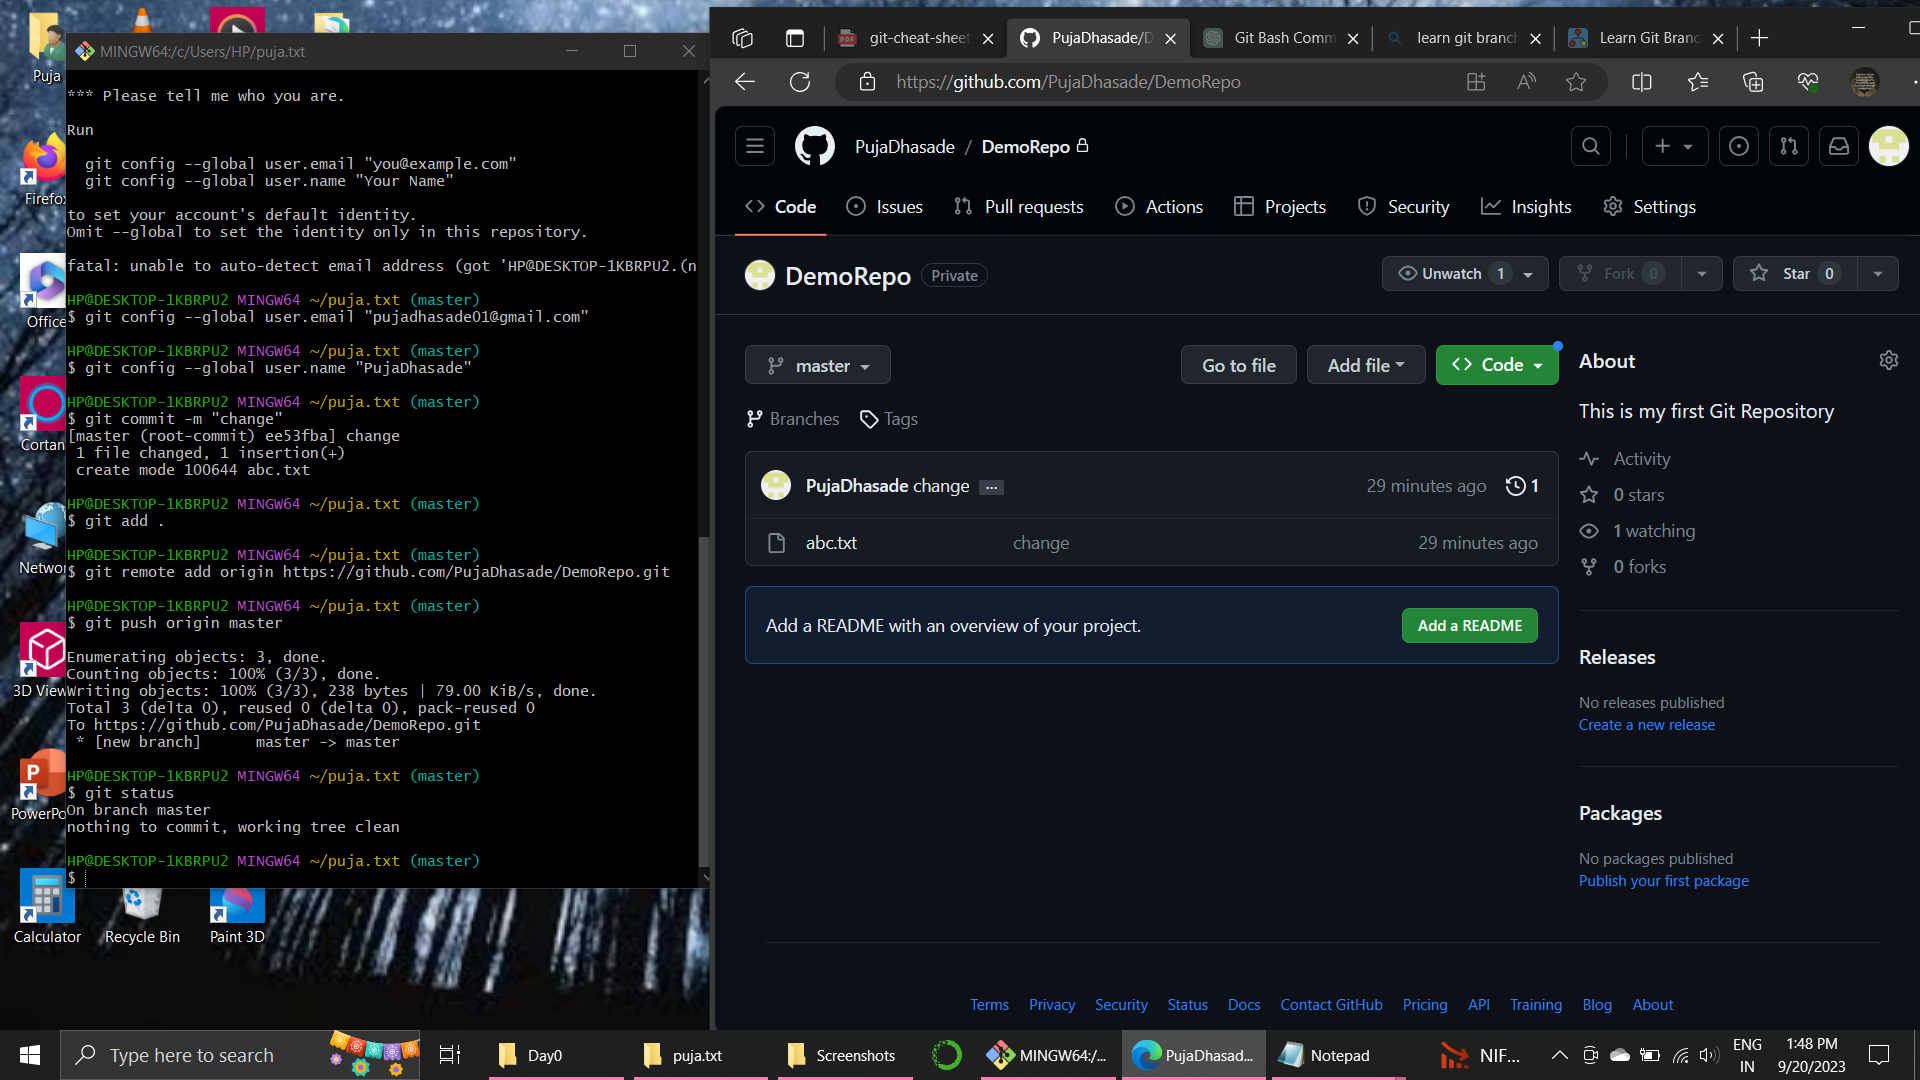 Puja
Firefox
Office
Cortan
Networ
3D View
PowerPo
Calculator
Recycle Bin
Paint 3D
MINGW64:/c/Users/HP/puja.txt
*** Please tell me who you are.
Run
git config --global user.email "you@example.com"
git config --global user.name "Your Name"
to set your account's default identity.
Omit --global to set the identity only in this repository.
fatal: unable to auto-detect email address (got 'HP@DESKTOP-1KBRPU2.(n
HP@DESKTOP-1KBRPU2 MINGW64 ~/puja.txt (master)
$ git config --global user.email "pujadhasade01@gmail.com"
HP@DESKTOP-1KBRPU2 MINGW64 ~/puja.txt (master)
$ git config --global user.name "PujaDhasade"
HP@DESKTOP-1KBRPU2 MINGW64 ~/puja.txt (master)
$ git commit -m "change"
[master (root-commit) ee53fba] change
1 file changed, 1 insertion(+)
create mode 100644 abc.txt
HP@DESKTOP-1KBRPU2 MINGW64 ~/puja.txt (master)
$ git add .
HP@DESKTOP-1KBRPU2 MINGW64 ~/puja.txt (master)
$ git remote add origin https://github.com/PujaDhasade/DemoRepo.git
HP@DESKTOP-1KBRPU2 MINGW64 ~/puja.txt (master)
$ git push origin master
Enumerating objects: 3, done.
Counting objects: 100% (3/3), done.
Writing objects: 100% (3/3), 238 bytes | 79.00 KiB/s, done.
Total 3 (delta 0), reused 0 (delta 0), pack-reused 0
To https://github.com/PujaDhasade/DemoRepo.git
* [new branch]      master -> master
HP@DESKTOP-1KBRPU2 MINGW64 ~/puja.txt (master)
$ git status
On branch master
nothing to commit, working tree clean
HP@DESKTOP-1KBRPU2 MINGW64 ~/puja.txt (master)
$
git-cheat-sheet
PujaDhasade/D
Git Bash Comm
learn git branch
Learn Git Branc
https://github.com/PujaDhasade/DemoRepo
PujaDhasade / DemoRepo
Code
Issues
Pull requests
Actions
Projects
Security
Insights
Settings
DemoRepo Private
Unwatch 1
Fork 0
Star 0
master
Go to file
Add file
Code
Branches
Tags
PujaDhasade change ...
29 minutes ago
1
abc.txt
change
29 minutes ago
Add a README with an overview of your project.
Add a README
About
This is my first Git Repository
Activity
0 stars
1 watching
0 forks
Releases
No releases published
Create a new release
Packages
No packages published
Publish your first package
Terms
Privacy
Security
Status
Docs
Contact GitHub
Pricing
API
Training
Blog
About
Type here to search
Day0
puja.txt
Screenshots
MINGW64:/...
PujaDhasad...
Notepad
NIF...
ENG
IN
1:48 PM
9/20/2023